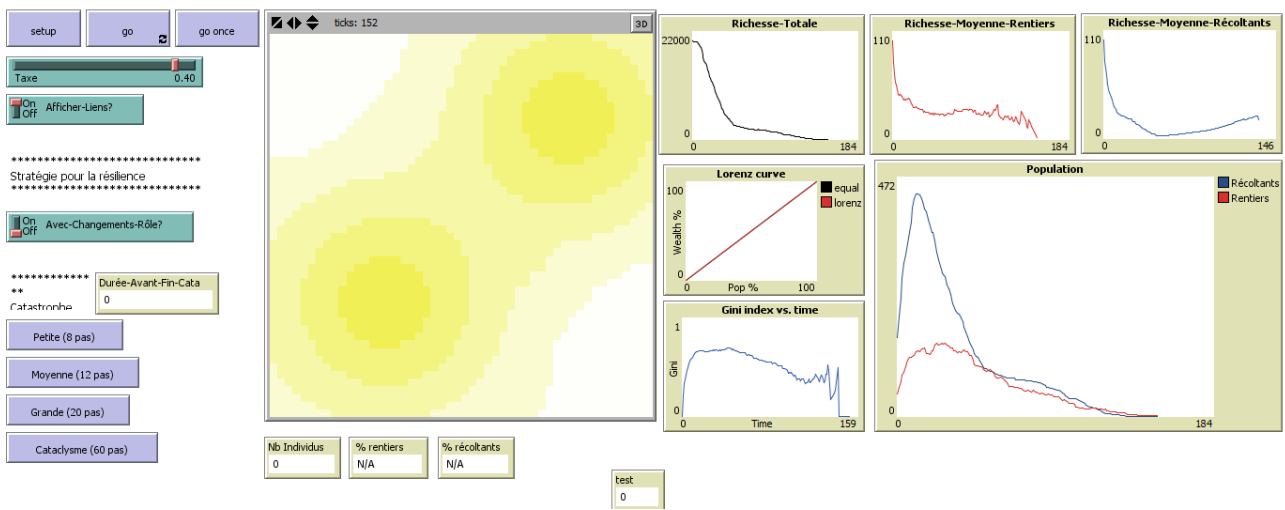 setup
go
go once
Taxe
0.40
On
Off
Afficher-Liens?
*****************************
Stratégie pour la résilience
*****************************
On
Off
Avec-Changements-Rôle?
************
**
Catastrophe
Durée-Avant-Fin-Cata
0
Petite (8 pas)
Moyenne (12 pas)
Grande (20 pas)
Cataclysme (60 pas)
ticks: 152
3D
Nb Individus
0
% rentiers
N/A
% récoltants
N/A
test
0
Richesse-Totale
22000
0
0
184
Richesse-Moyenne-Rentiers
110
0
0
184
Richesse-Moyenne-Récoltants
110
0
0
146
Lorenz curve
100
Wealth %
0
0
Pop %
100
equal
lorenz
Gini index vs. time
1
Gini
0
0
Time
159
Population
472
0
0
184
Récoltants
Rentiers